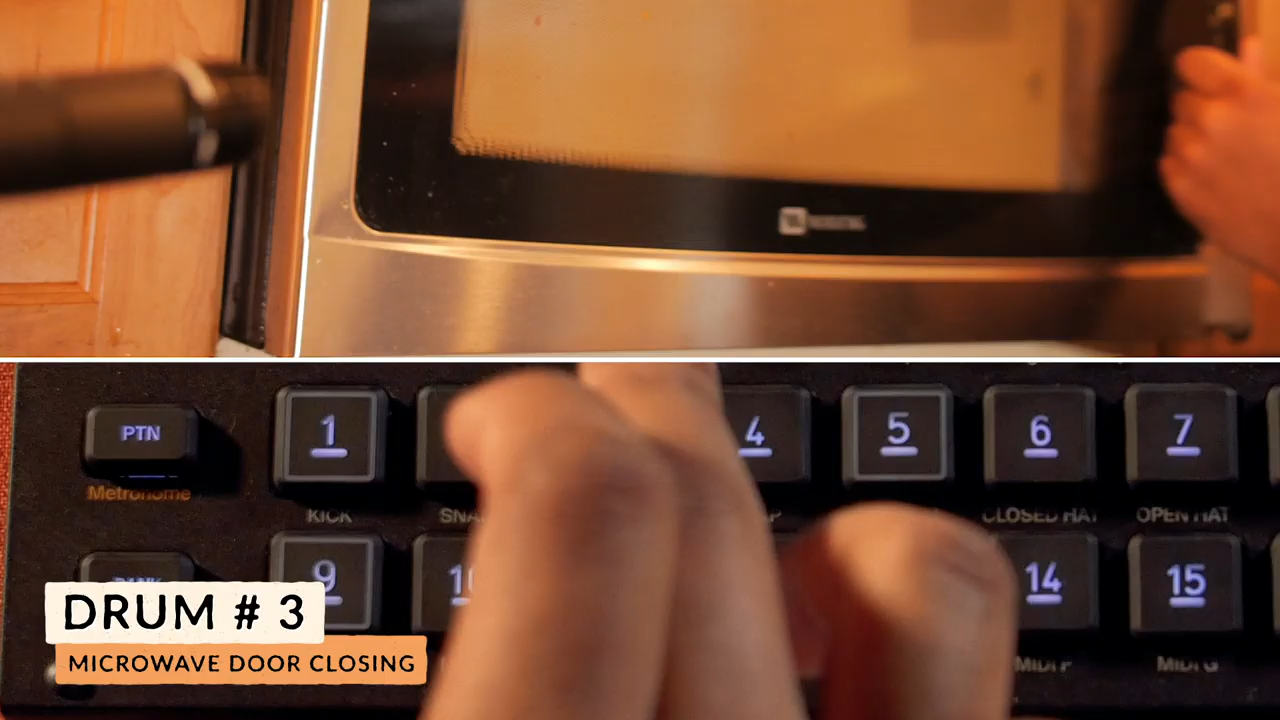 PTN
1
4
5
6
7
Metronome
KICK
CLOSED HAT
OPEN HAT
9
14
15
DRUM # 3
MICROWAVE DOOR CLOSING